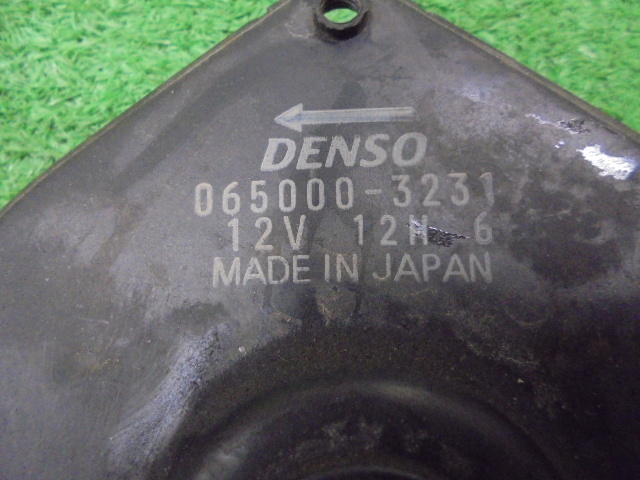 DENSO
065000-3231
12V 12H 6
MADE IN JAPAN